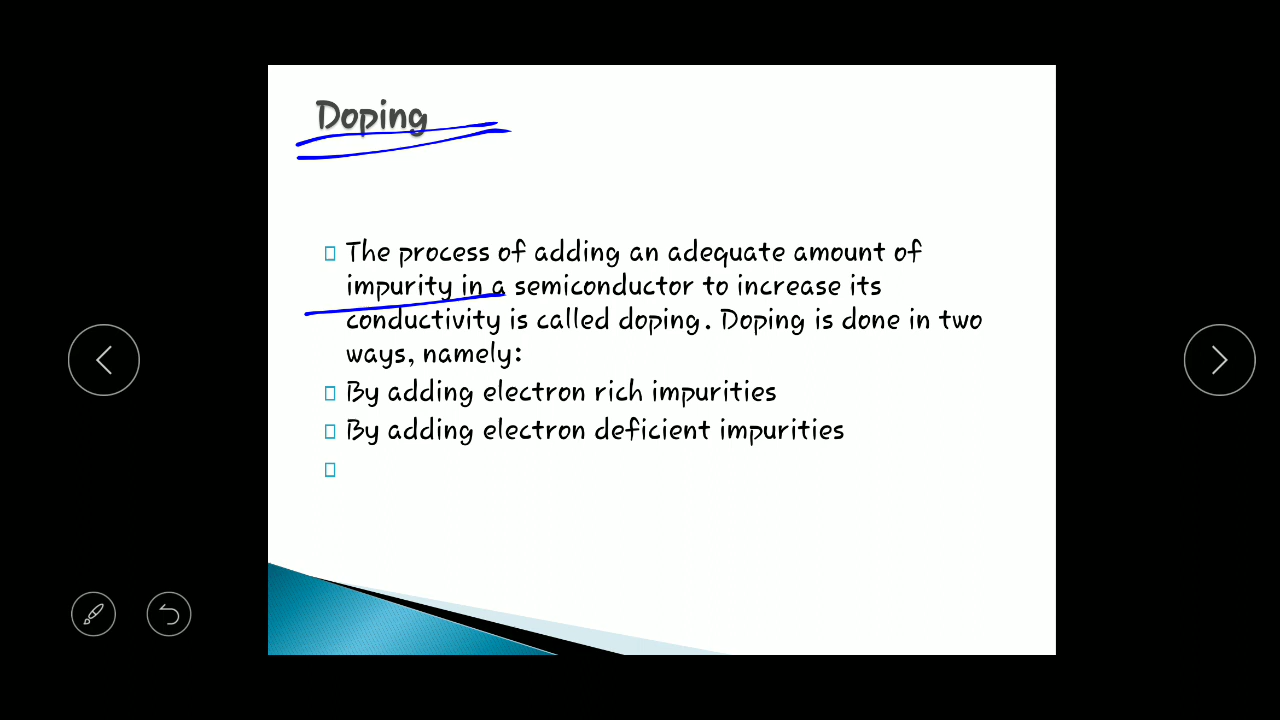 Doping
The process of adding an adequate amount of
impurity in a semiconductor to increase its
conductivity is called doping. Doping is done in two
ways, namely:
By adding electron rich impurities
By adding electron deficient impurities